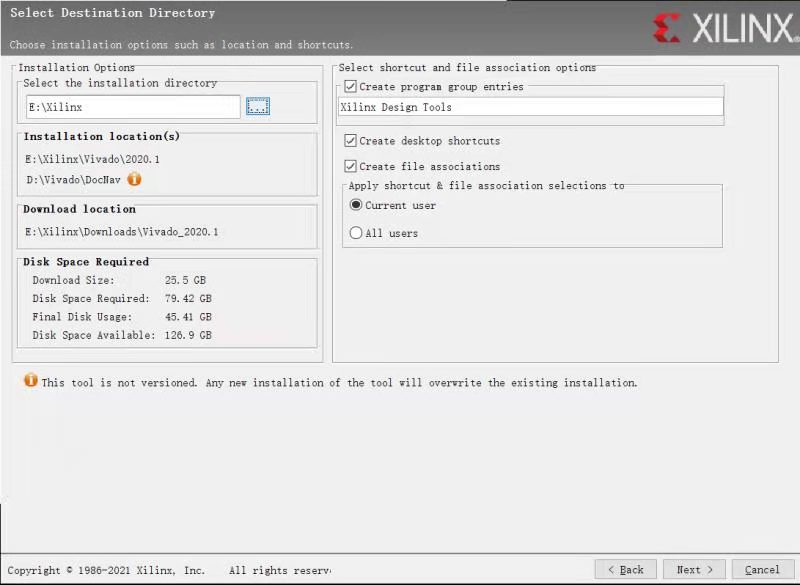 Select Destination Directory
Choose installation options such as location and shortcuts.
XILINX®
Installation Options
Select the installation directory
E:\Xilinx
...
Installation location(s)
E:\Xilinx\Vivado\2020.1
D:\Vivado\DocNav
Download location
E:\Xilinx\Downloads\Vivado_2020.1
Disk Space Required
Download Size: 25.5 GB
Disk Space Required: 79.42 GB
Final Disk Usage: 45.41 GB
Disk Space Available: 126.9 GB
Select shortcut and file association options
Create program group entries
Xilinx Design Tools
Create desktop shortcuts
Create file associations
Apply shortcut & file association selections to
Current user
All users
This tool is not versioned. Any new installation of the tool will overwrite the existing installation.
Copyright © 1986-2021 Xilinx, Inc. All rights reserv
< Back
Next >
Cancel